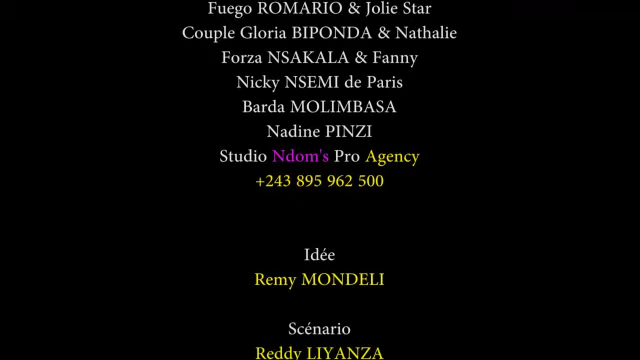 Fuego ROMARIO & Jolie Star
Couple Gloria BIPONDA & Nathalie
Forza NSAKALA & Fanny
Nicky NSEMI de Paris
Barda MOLIMBASA
Nadine PINZI
Studio Ndom's Pro Agency
+243 895 962 500
Idée
Remy MONDELI
Scénario
Reddy LIYANZA